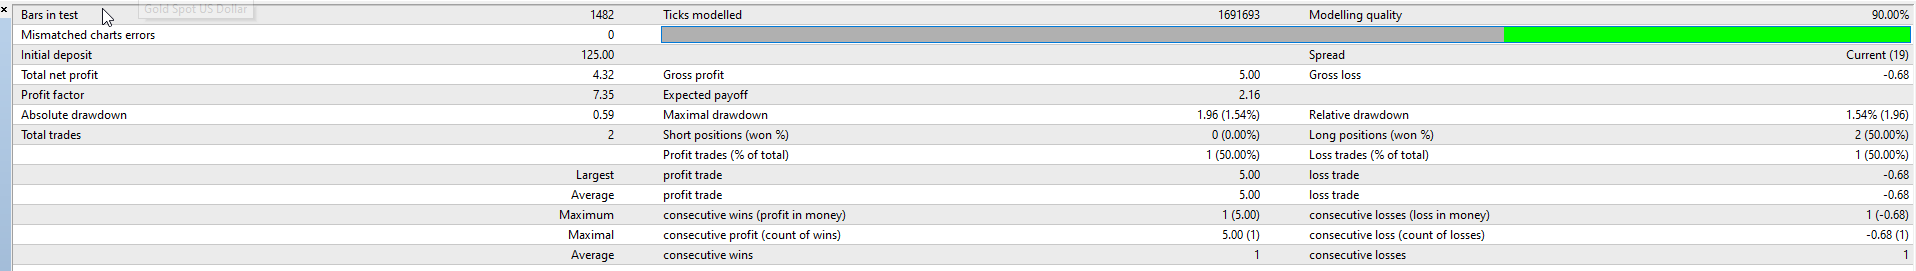 Gold Spot US Dollar
Bars in test 1482 Ticks modelled 1691693 Modelling quality 90.00%
Mismatched charts errors 0
Initial deposit 125.00 Spread Current (19)
Total net profit 4.32 Gross profit 5.00 Gross loss -0.68
Profit factor 7.35 Expected payoff 2.16
Absolute drawdown 0.59 Maximal drawdown 1.96 (1.54%) Relative drawdown 1.54% (1.96)
Total trades 2 Short positions (won %) 0 (0.00%) Long positions (won %) 2 (50.00%)
Profit trades (% of total) 1 (50.00%) Loss trades (% of total) 1 (50.00%)
Largest profit trade 5.00 loss trade -0.68
Average profit trade 5.00 loss trade -0.68
Maximum consecutive wins (profit in money) 1 (5.00) consecutive losses (loss in money) 1 (-0.68)
Maximal consecutive profit (count of wins) 5.00 (1) consecutive loss (count of losses) -0.68 (1)
Average consecutive wins 1 consecutive losses 1